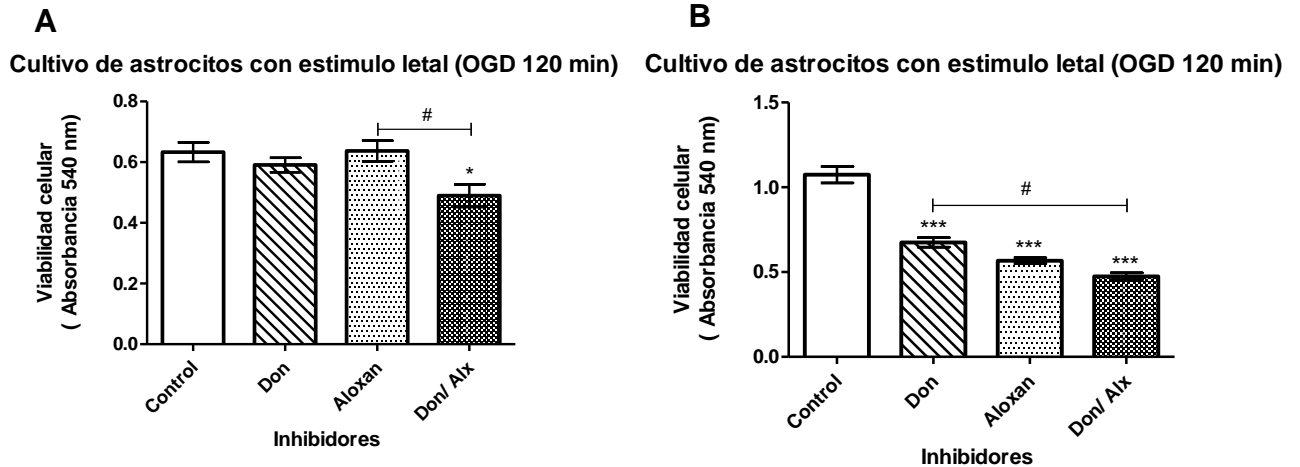 A
Cultivo de astrocitos con estimulo letal (OGD 120 min)
Viabilidad celular
( Absorbancia 540 nm)
0.8
0.6
0.4
0.2
0.0
#
*
Control
Don
Aloxan
Don/ Alx
Inhibidores
B
Cultivo de astrocitos con estimulo letal (OGD 120 min)
Viabilidad celular
( Absorbancia 540 nm)
1.5
1.0
0.5
0.0
#
***
***
***
Control
Don
Aloxan
Don/ Alx
Inhibidores